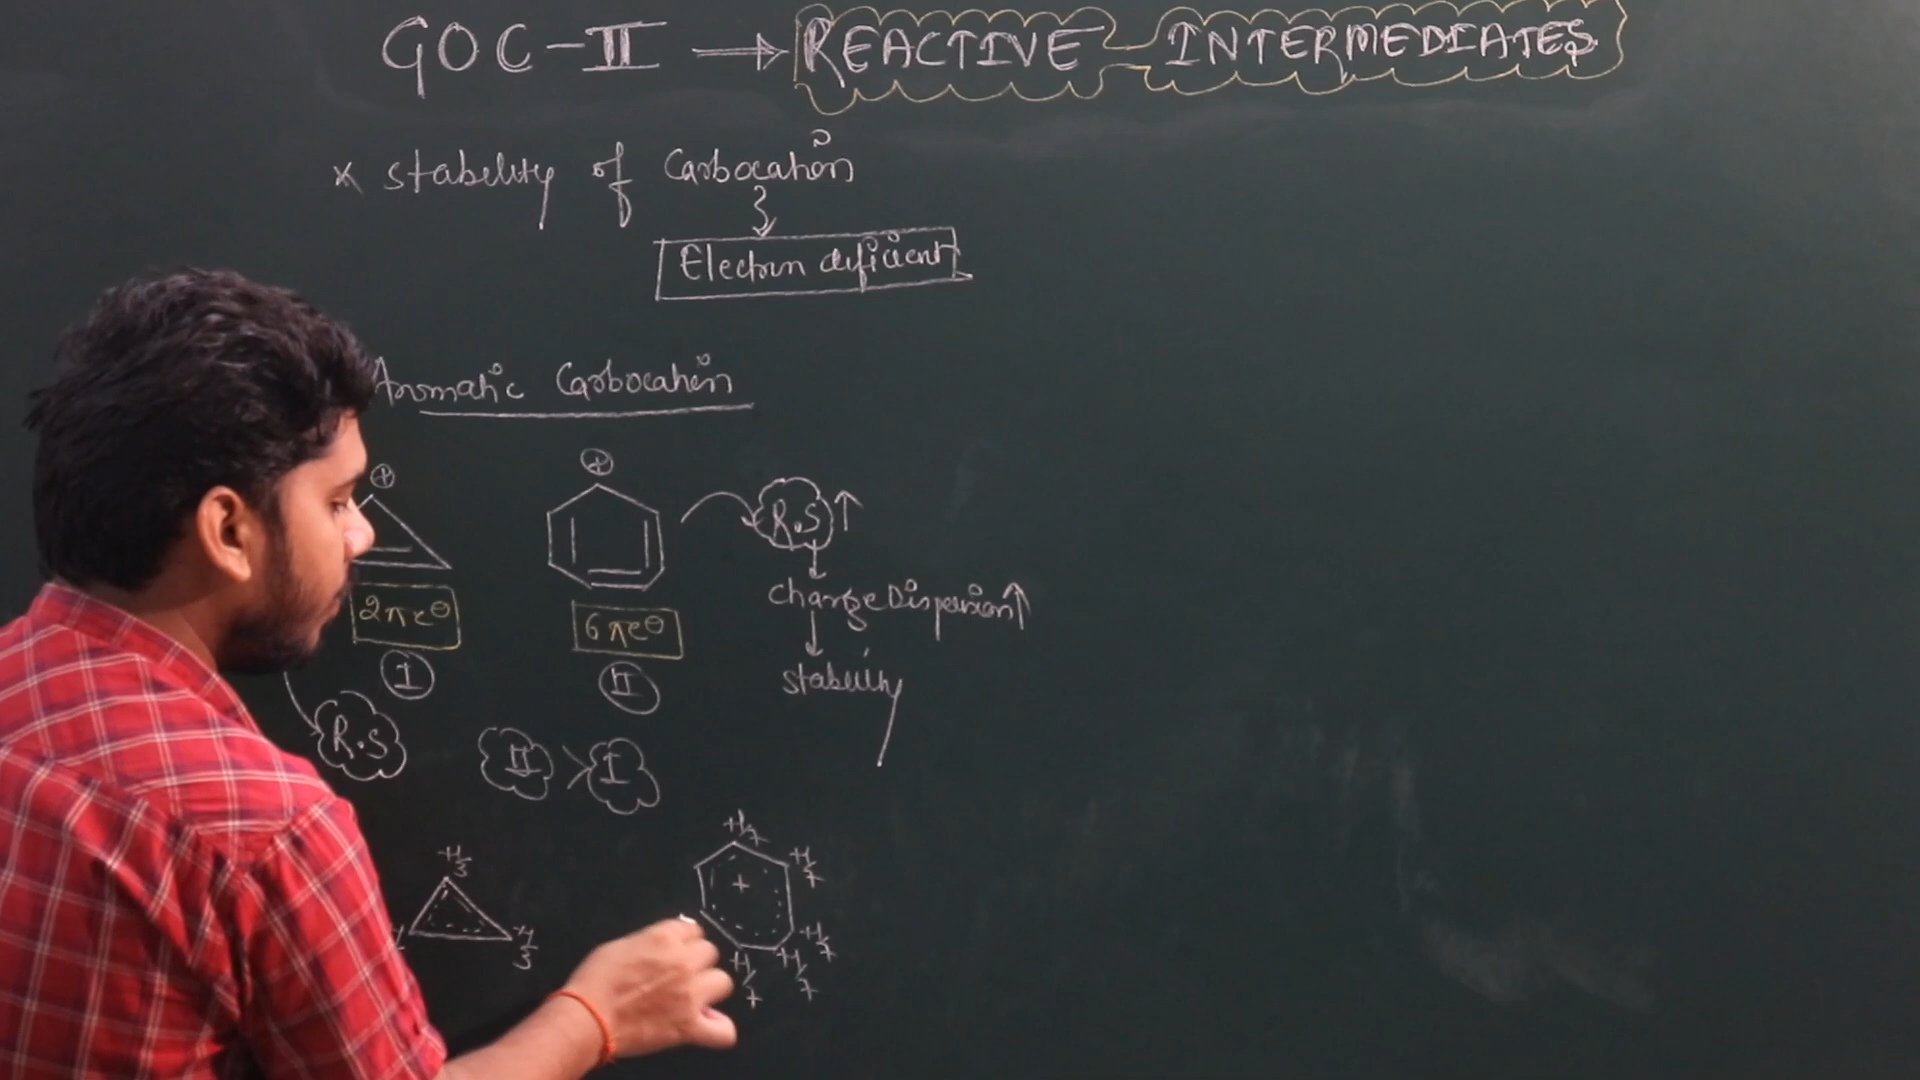 GOC-II → REACTIVE INTERMEDIATES
x stability of Carbocation
Electron deficient
Aromatic Carbocation
⊕ ⊕
R.S ↑
2πe⊖ 6πe⊖
Charge Dispersion ↑
I II
stability
R.S II > I
+1/7
+1/3 + +1/7
+1/3 +1/7
+1/7 +1/7